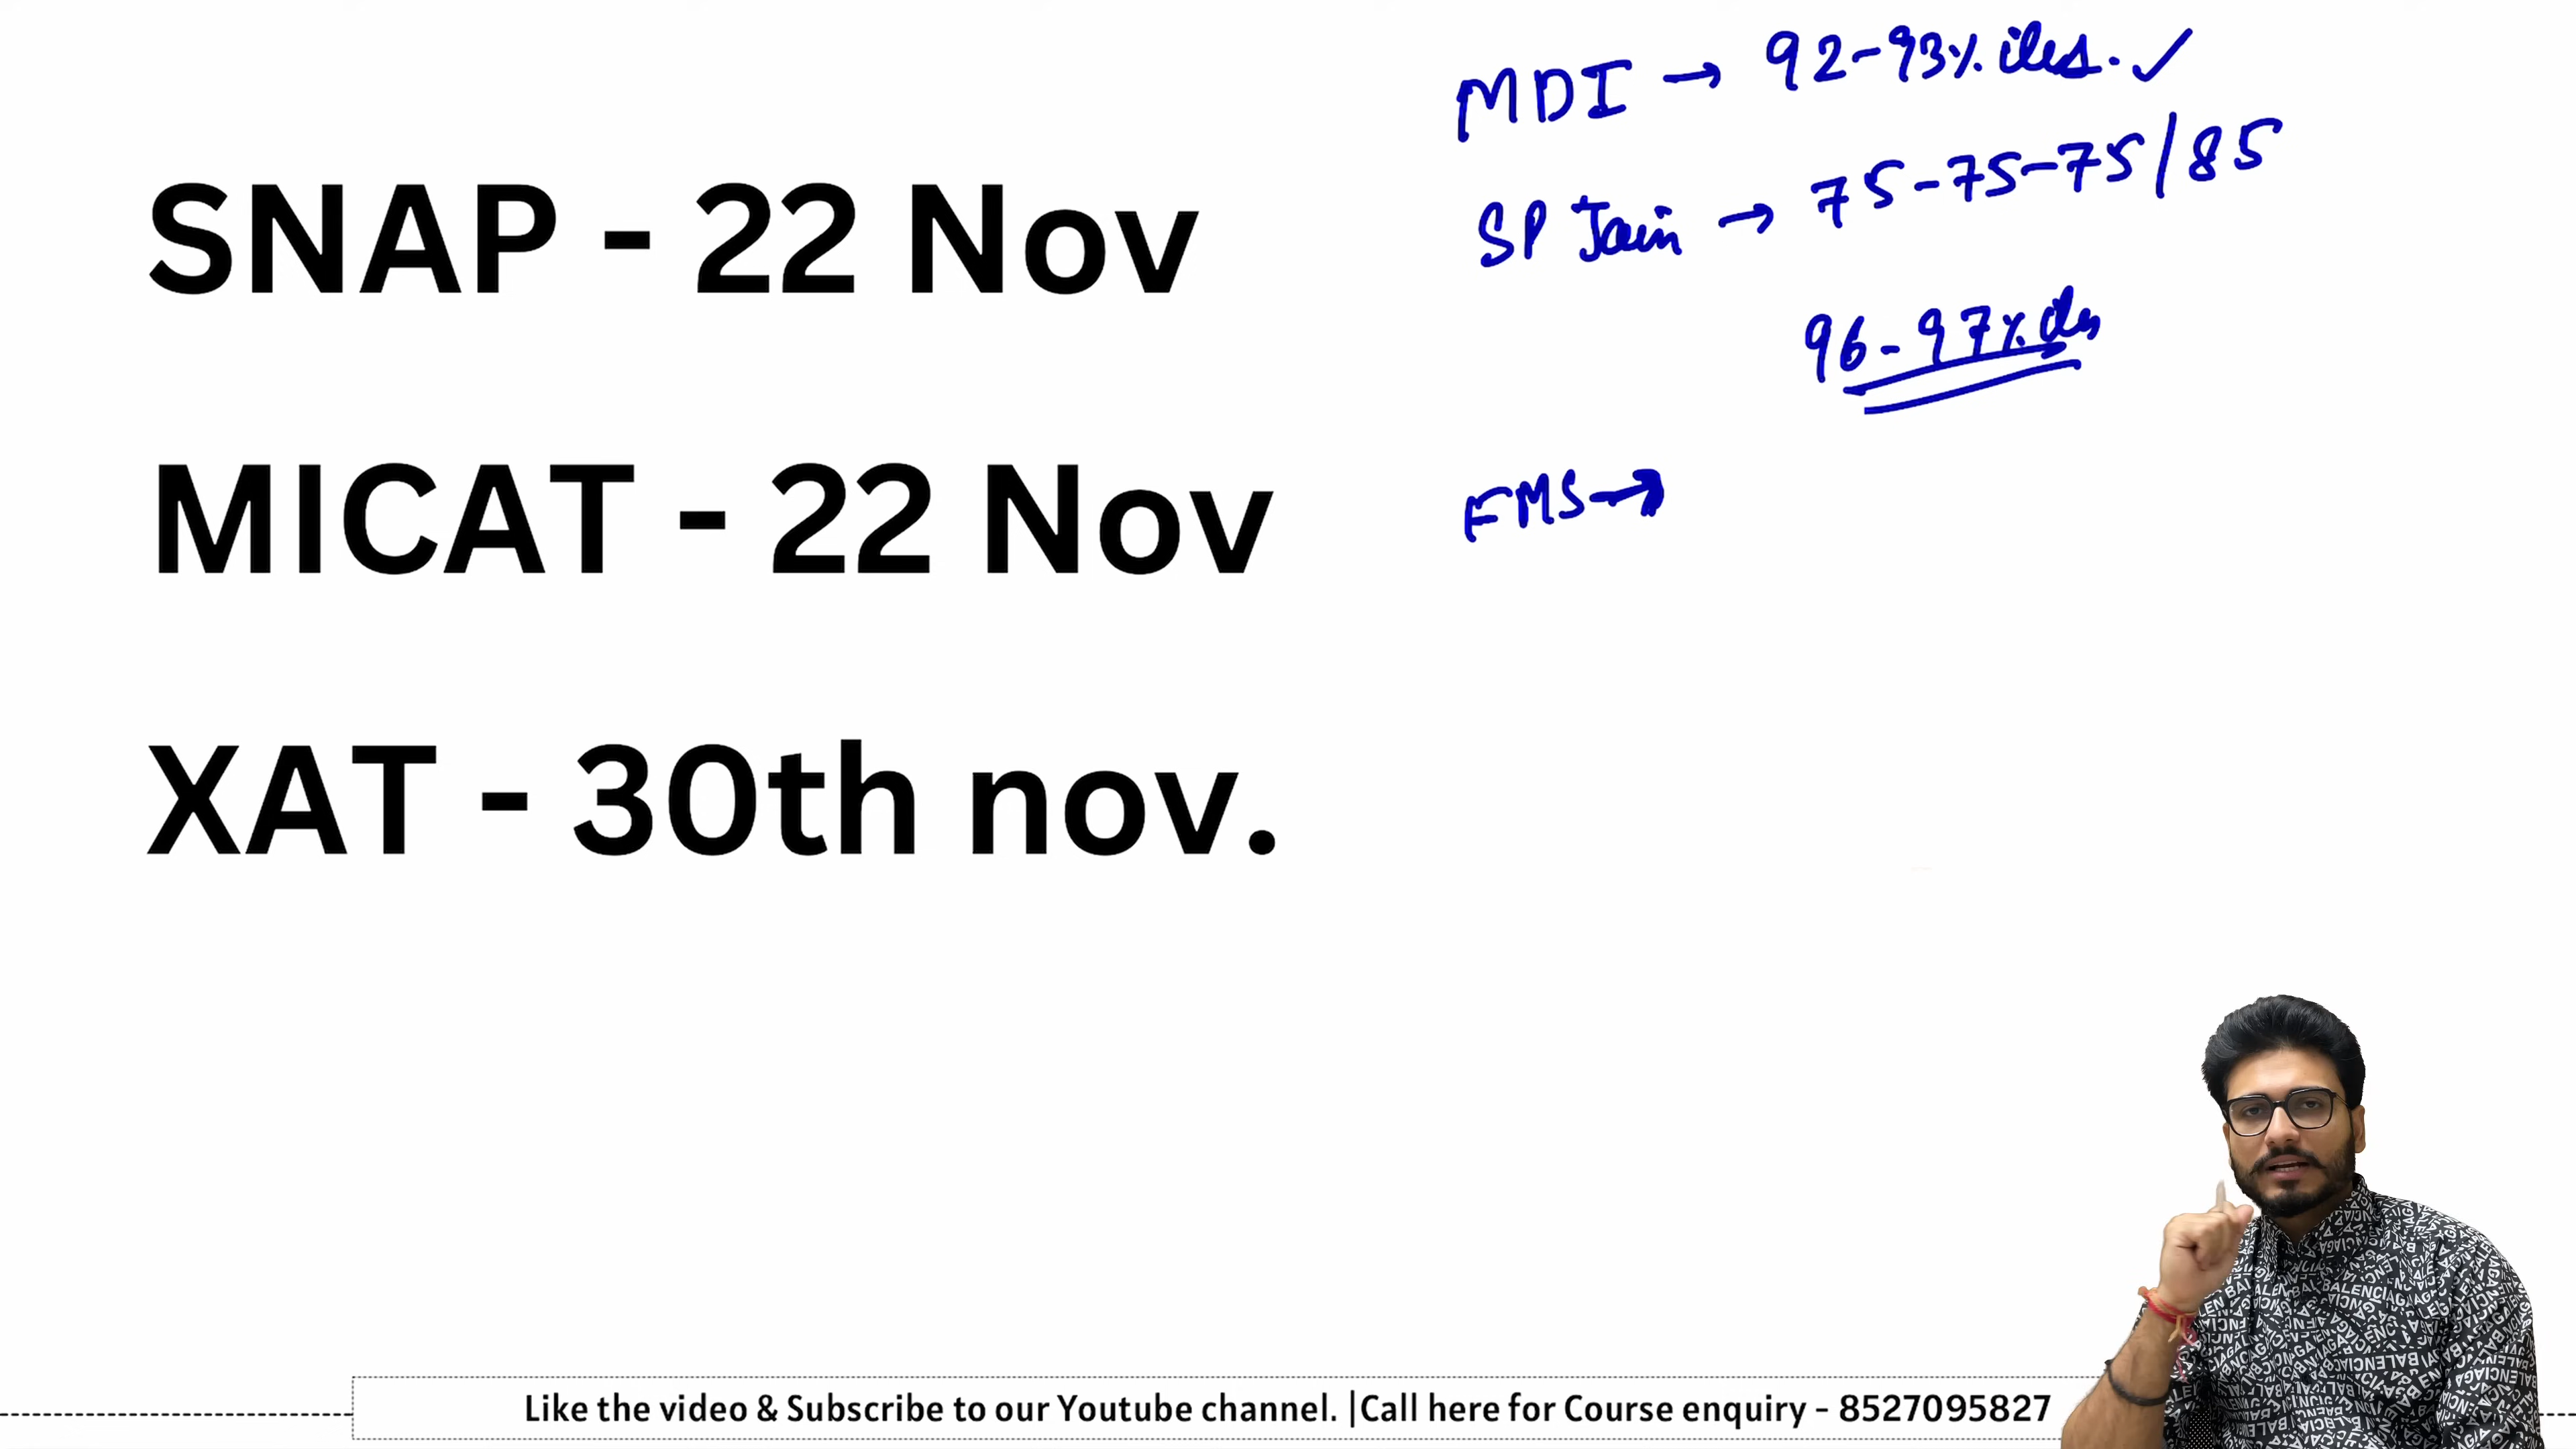 SNAP - 22 Nov
MICAT - 22 Nov
XAT - 30th nov.
MDI → 92-93%iles. ✓
SP Jain → 75-75-75/85
96-97%iles
FMS →
Like the video & Subscribe to our Youtube channel. |Call here for Course enquiry - 8527095827